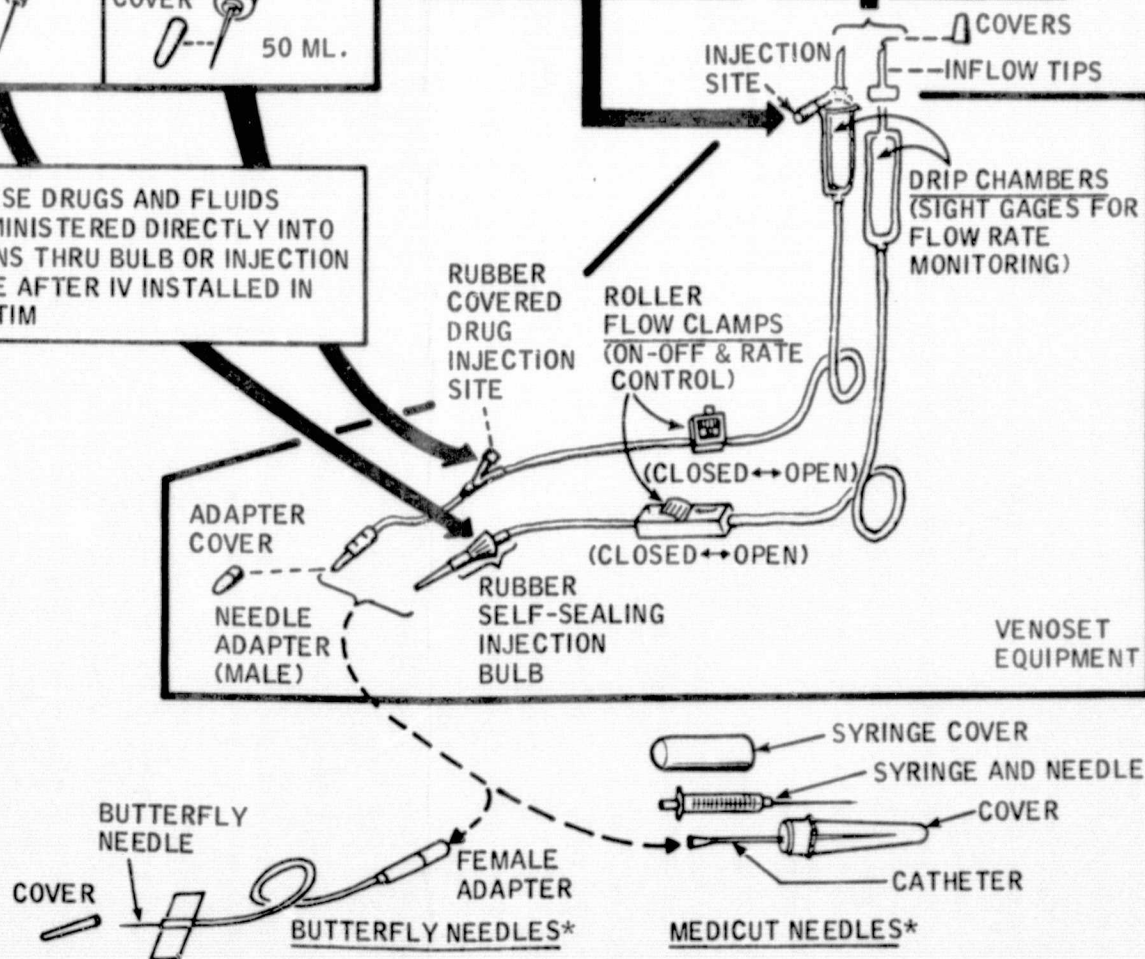 COVER
50 ML.
COVERS
INJECTION
SITE
INFLOW TIPS
DRIP CHAMBERS
(SIGHT GAGES FOR
FLOW RATE
MONITORING)
SE DRUGS AND FLUIDS
MINISTERED DIRECTLY INTO
NS THRU BULB OR INJECTION
E AFTER IV INSTALLED IN
TIM
RUBBER
COVERED
DRUG
INJECTION
SITE
ROLLER
FLOW CLAMPS
(ON-OFF & RATE
CONTROL)
(CLOSED↔OPEN)
(CLOSED↔OPEN)
ADAPTER
COVER
NEEDLE
ADAPTER
(MALE)
RUBBER
SELF-SEALING
INJECTION
BULB
VENOSET
EQUIPMENT
SYRINGE COVER
SYRINGE AND NEEDLE
COVER
CATHETER
MEDICUT NEEDLES*
BUTTERFLY
NEEDLE
COVER
FEMALE
ADAPTER
BUTTERFLY NEEDLES*